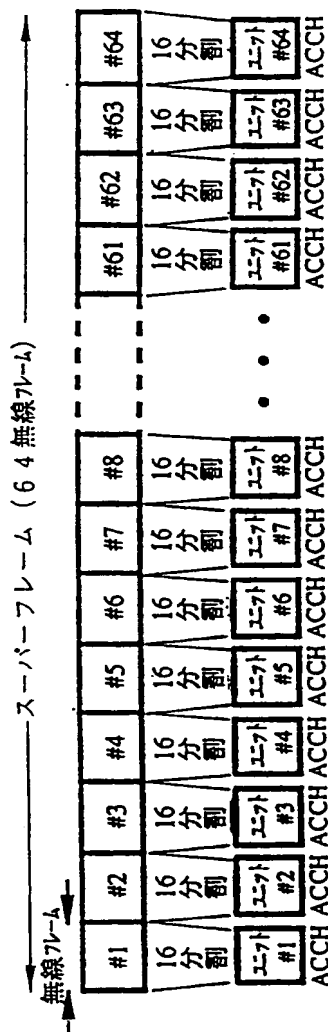 スーパーフレーム (64無線フレーム)
無線フレーム
#1 #2 #3 #4 #5 #6 #7 #8 #61 #62 #63 #64
16分割 16分割 16分割 16分割 16分割 16分割 16分割 16分割 16分割 16分割 16分割 16分割
ユニット ユニット ユニット ユニット ユニット ユニット ユニット ユニット ユニット ユニット ユニット ユニット
#1 #2 #3 #4 #5 #6 #7 #8 #61 #62 #63 #64
ACCH ACCH ACCH ACCH ACCH ACCH ACCH ACCH ACCH ACCH ACCH ACCH